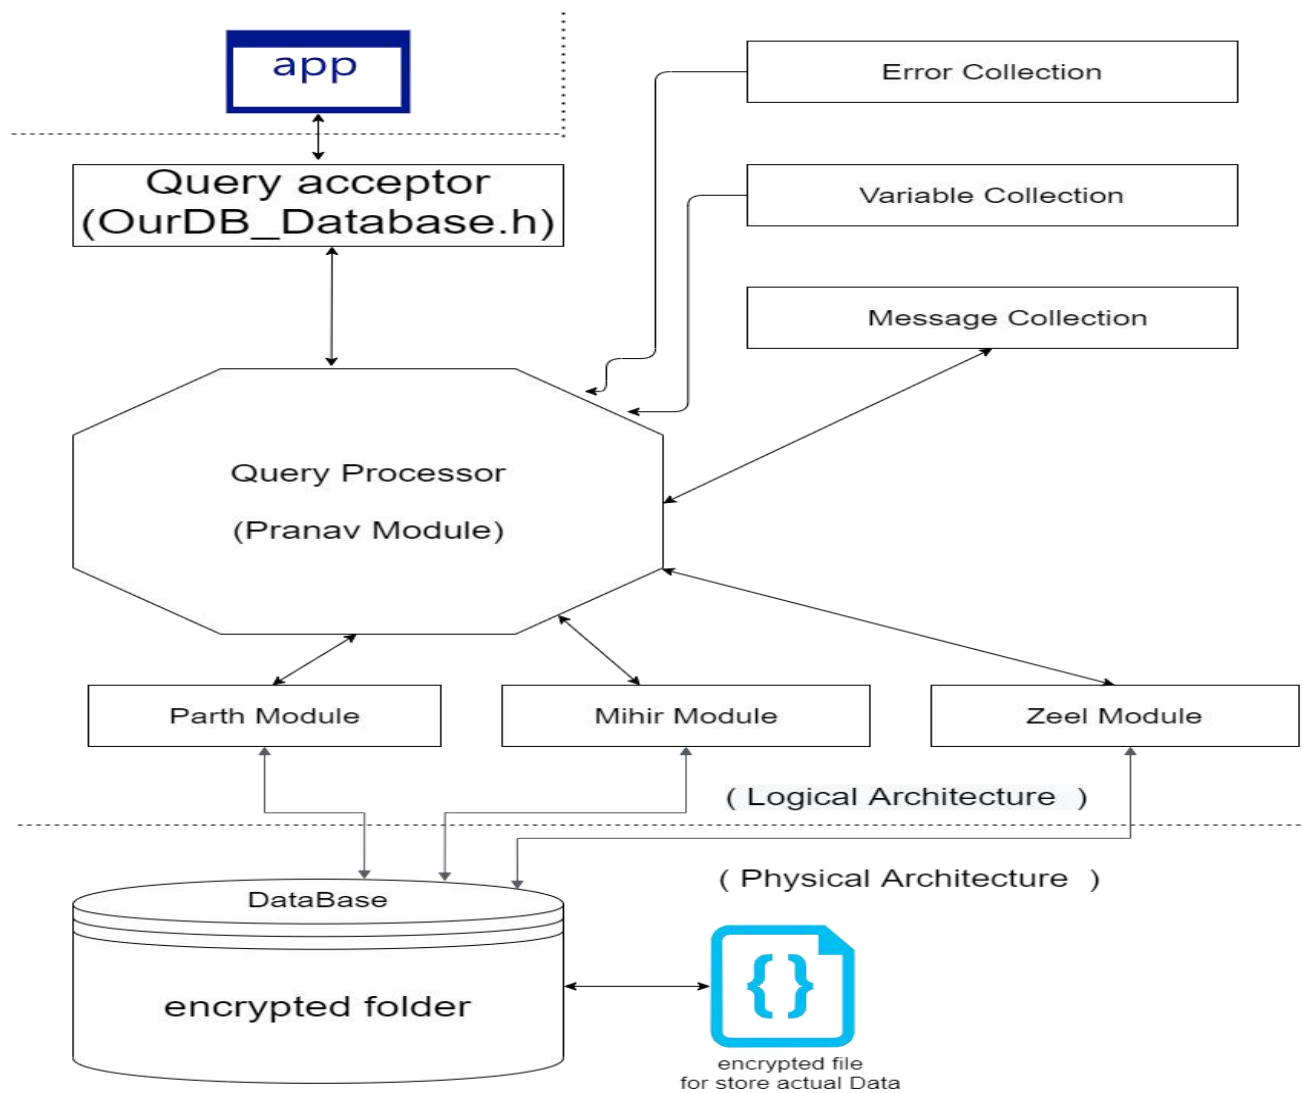 app
Query acceptor
(OurDB_Database.h)
Error Collection
Variable Collection
Message Collection
Query Processor
(Pranav Module)
Parth Module
Mihir Module
Zeel Module
( Logical Architecture )
( Physical Architecture )
DataBase
encrypted folder
{ }
encrypted file
for store actual Data